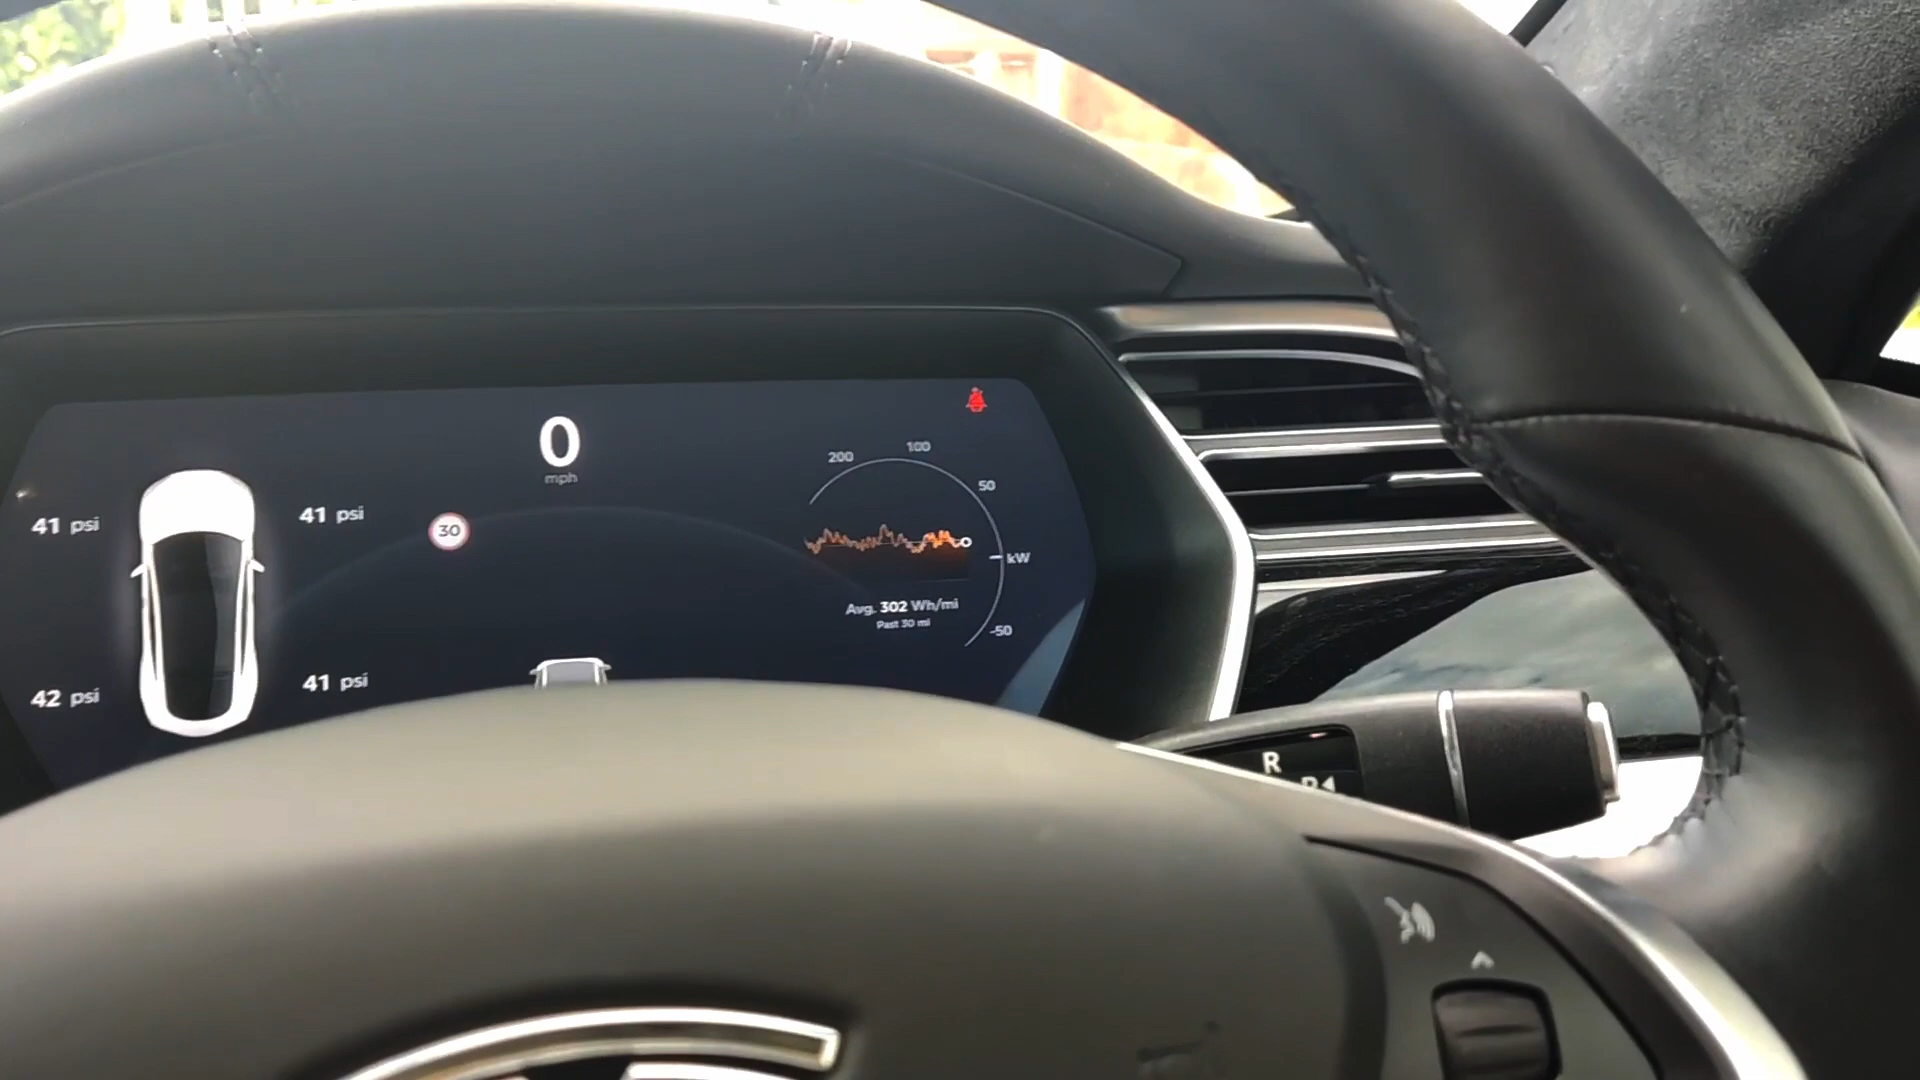 0
mph
200
100
50
kW
-50
41 psi
41 psi
30
Avg. 302 Wh/mi
Past 30 mi
42 psi
41 psi
R